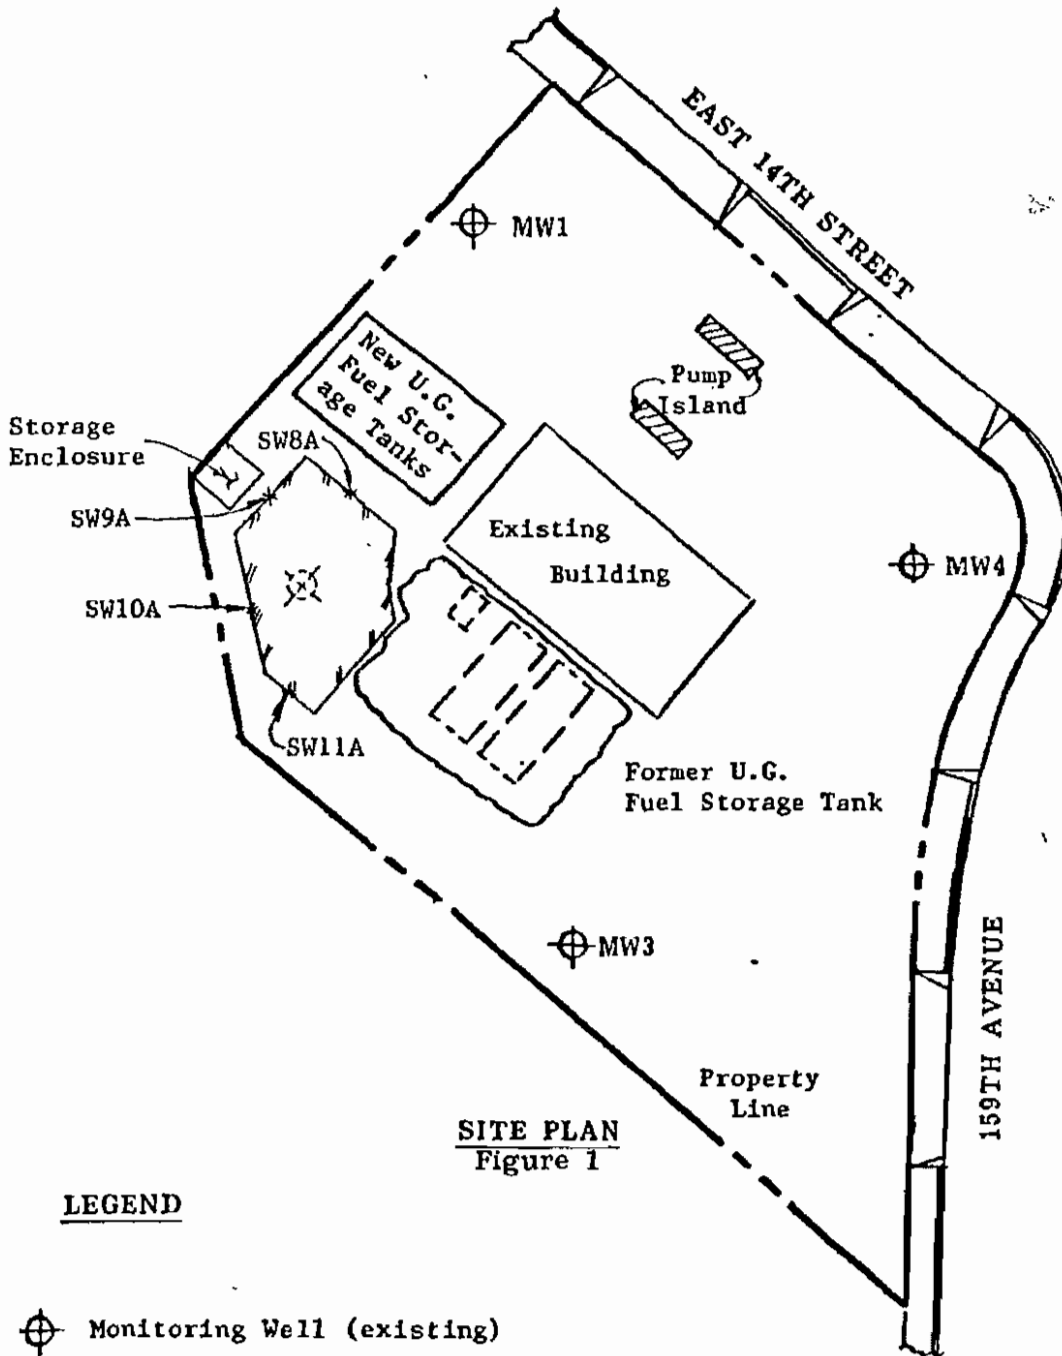 EAST 14TH STREET
MW1
New U.G.
Fuel Stor-
age Tanks
Pump
Island
Storage
Enclosure
SW8A
SW9A
Existing
Building
MW4
SW10A
SW11A
Former U.G.
Fuel Storage Tank
MW3
159TH AVENUE
Property
Line
SITE PLAN
Figure 1
LEGEND
Monitoring Well (existing)